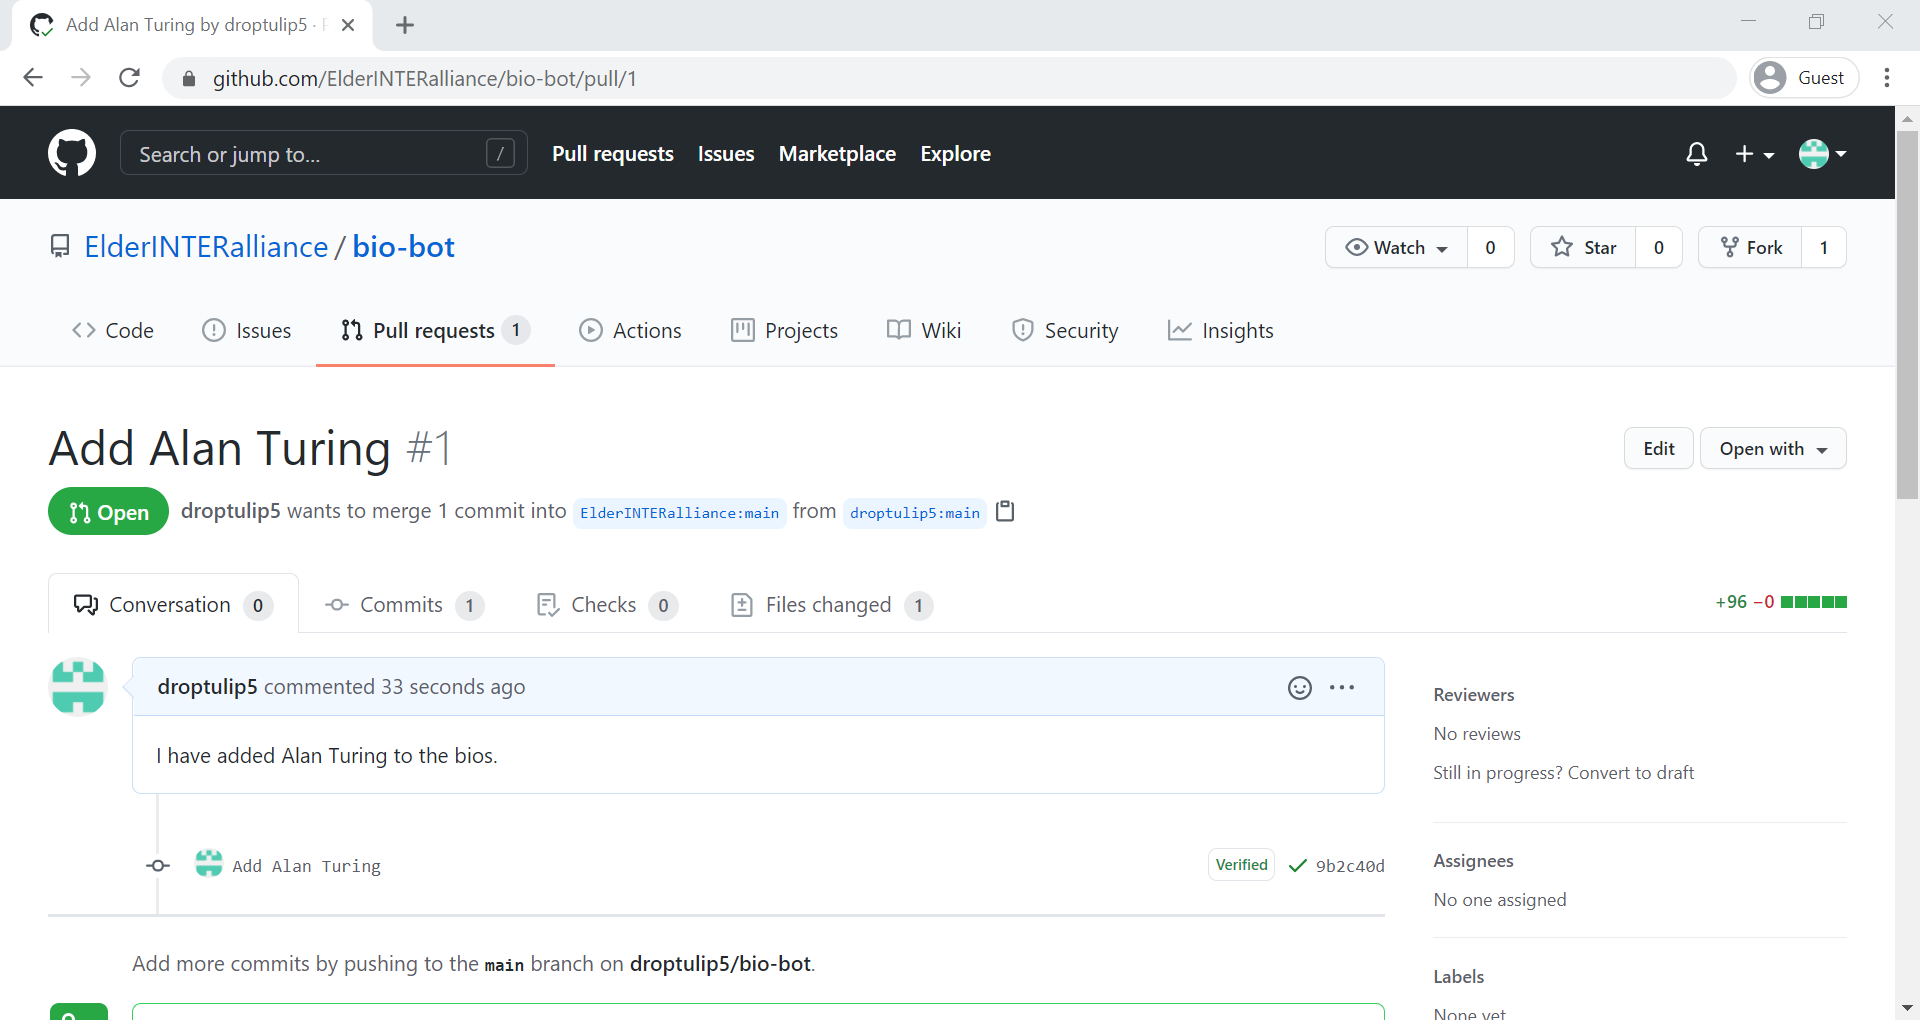 Add Alan Turing by droptulip5 ·
github.com/ElderINTERalliance/bio-bot/pull/1
Guest
Search or jump to... /
Pull requests Issues Marketplace Explore
ElderINTERalliance / bio-bot
Watch 0 Star 0 Fork 1
Code Issues Pull requests 1 Actions Projects Wiki Security Insights
Add Alan Turing #1
Edit Open with
Open droptulip5 wants to merge 1 commit into ElderINTERalliance:main from droptulip5:main
Conversation 0 Commits 1 Checks 0 Files changed 1
+96 −0
droptulip5 commented 33 seconds ago
I have added Alan Turing to the bios.
Reviewers
No reviews
Still in progress? Convert to draft
Add Alan Turing Verified 9b2c40d
Assignees
No one assigned
Add more commits by pushing to the main branch on droptulip5/bio-bot.
Labels
None yet